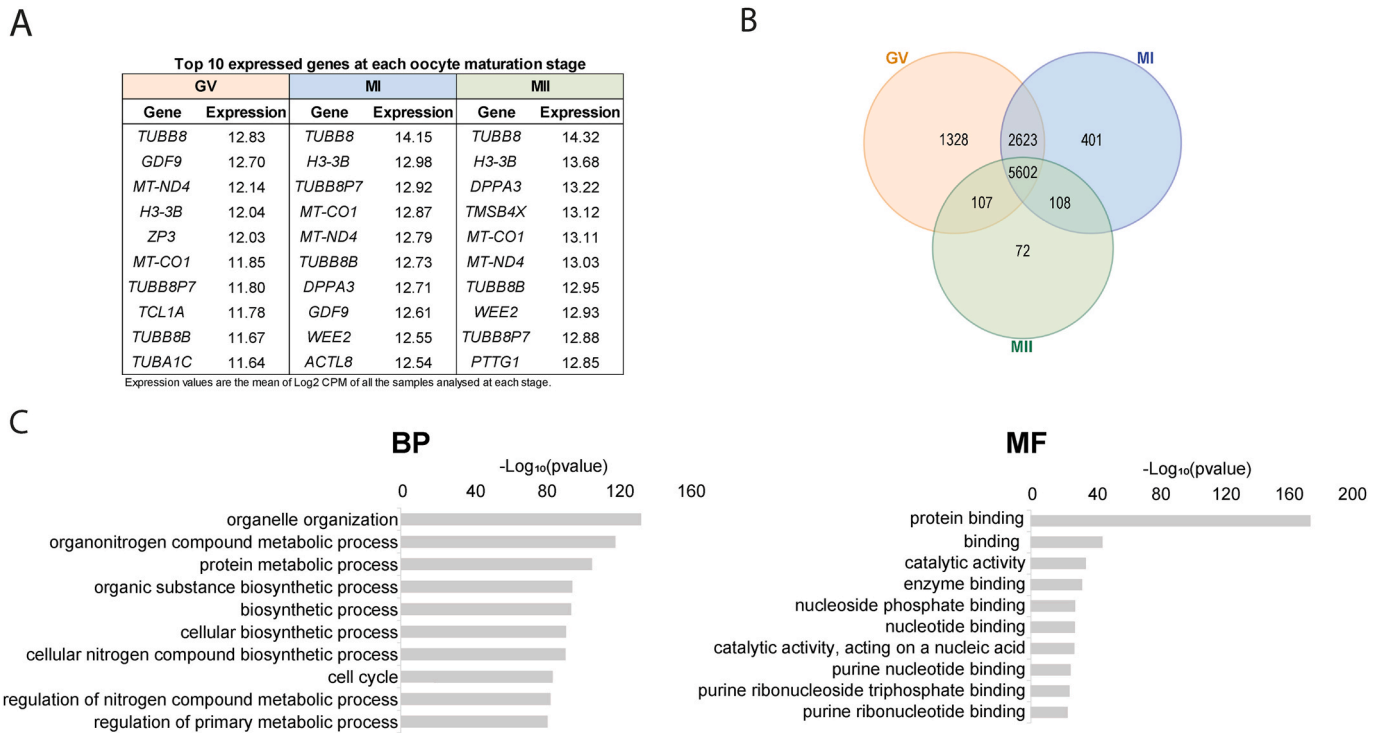 A
Top 10 expressed genes at each oocyte maturation stage
GV MI MII
Gene Expression Gene Expression Gene Expression
TUBB8 12.83 TUBB8 14.15 TUBB8 14.32
GDF9 12.70 H3-3B 12.98 H3-3B 13.68
MT-ND4 12.14 TUBB8P7 12.92 DPPA3 13.22
H3-3B 12.04 MT-CO1 12.87 TMSB4X 13.12
ZP3 12.03 MT-ND4 12.79 MT-CO1 13.11
MT-CO1 11.85 TUBB8B 12.73 MT-ND4 13.03
TUBB8P7 11.80 DPPA3 12.71 TUBB8B 12.95
TCL1A 11.78 GDF9 12.61 WEE2 12.93
TUBB8B 11.67 WEE2 12.55 TUBB8P7 12.88
TUBA1C 11.64 ACTL8 12.54 PTTG1 12.85
Expression values are the mean of Log2 CPM of all the samples analysed at each stage.
B
GV MI
1328 2623 401
5602
107 108
72
MII
C
BP
-Log₁₀(pvalue)
0 40 80 120 160
organelle organization
organonitrogen compound metabolic process
protein metabolic process
organic substance biosynthetic process
biosynthetic process
cellular biosynthetic process
cellular nitrogen compound biosynthetic process
cell cycle
regulation of nitrogen compound metabolic process
regulation of primary metabolic process
MF
-Log₁₀(pvalue)
0 40 80 120 160 200
protein binding
binding
catalytic activity
enzyme binding
nucleoside phosphate binding
nucleotide binding
catalytic activity, acting on a nucleic acid
purine nucleotide binding
purine ribonucleoside triphosphate binding
purine ribonucleotide binding